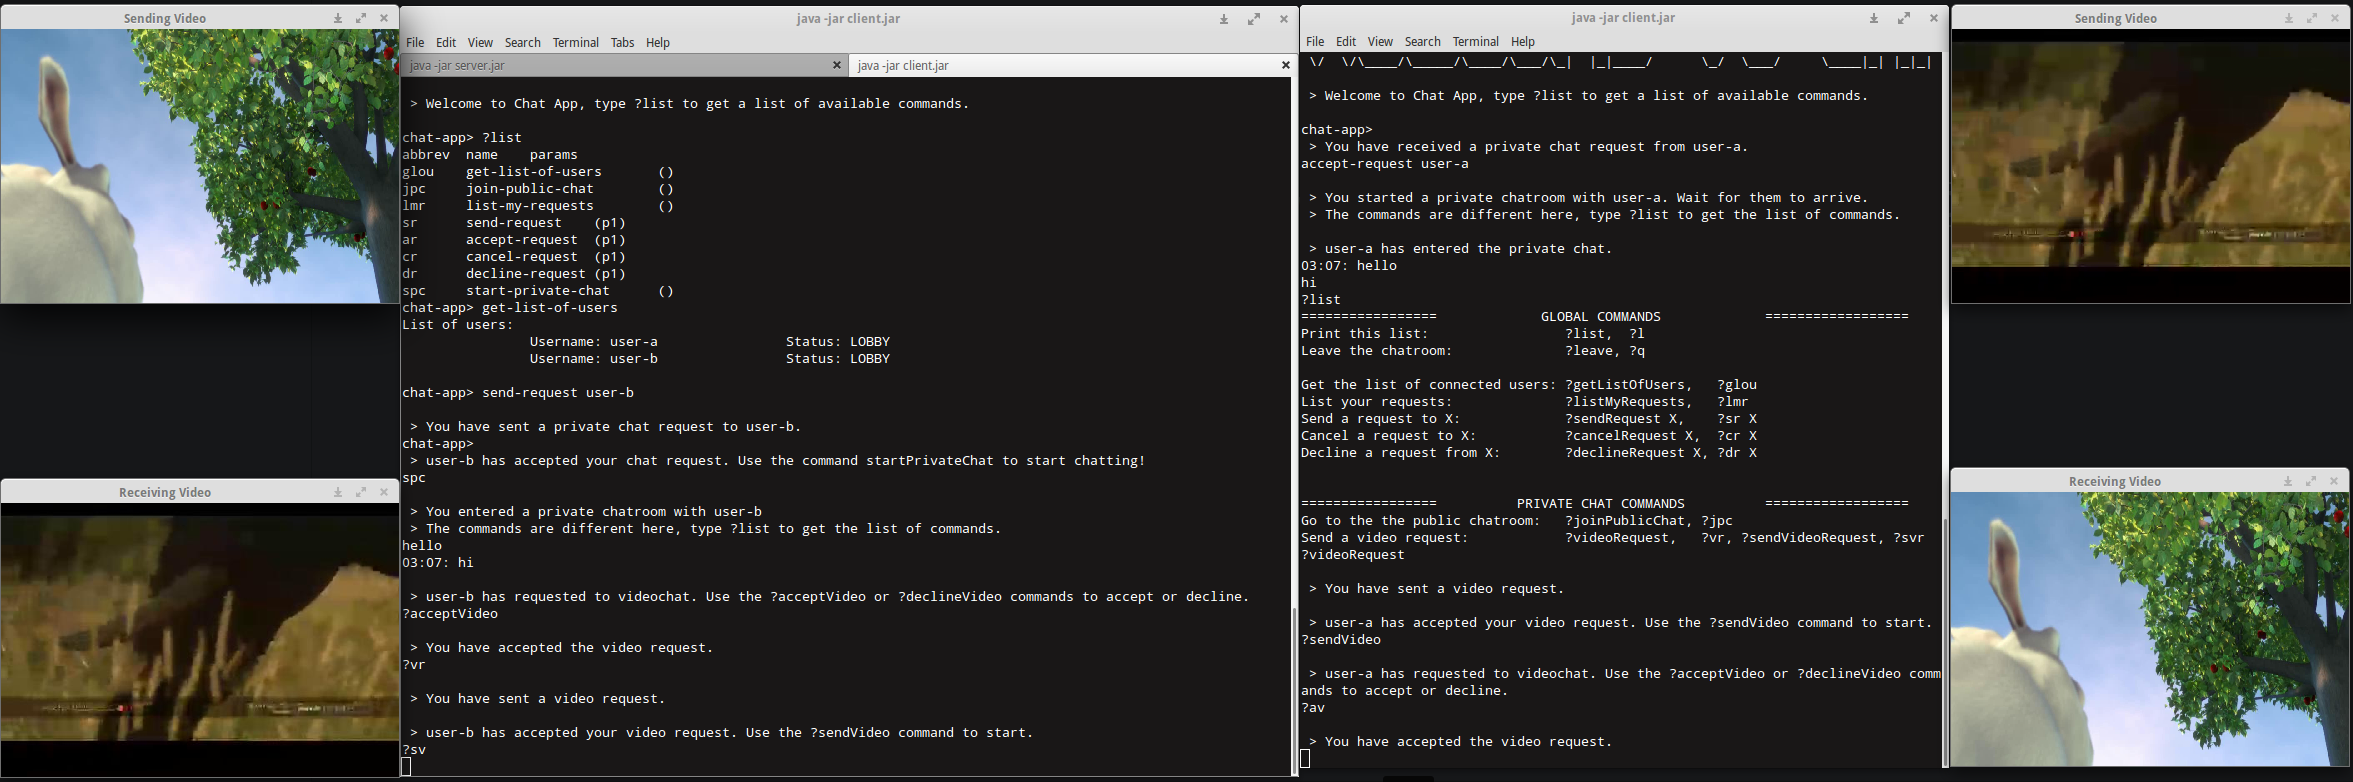 Sending Video
java -jar client.jar
File Edit View Search Terminal Tabs Help
java -jar server.jar
java -jar client.jar
> Welcome to Chat App, type ?list to get a list of available commands.
chat-app> ?list
abbrev name params
glou get-list-of-users ()
jpc join-public-chat ()
lmr list-my-requests ()
sr send-request (p1)
ar accept-request (p1)
cr cancel-request (p1)
dr decline-request (p1)
spc start-private-chat ()
chat-app> get-list-of-users
List of users:
Username: user-a Status: LOBBY
Username: user-b Status: LOBBY
chat-app> send-request user-b
> You have sent a private chat request to user-b.
chat-app>
> user-b has accepted your chat request. Use the command startPrivateChat to start chatting!
spc
> You entered a private chatroom with user-b
> The commands are different here, type ?list to get the list of commands.
hello
03:07: hi
> user-b has requested to videochat. Use the ?acceptVideo or ?declineVideo commands to accept or decline.
?acceptVideo
> You have accepted the video request.
?vr
> You have sent a video request.
> user-b has accepted your video request. Use the ?sendVideo command to start.
?sv
Receiving Video
java -jar client.jar
File Edit View Search Terminal Help
\/ \/\____/\_____/\____/\___/\_| |_|____/ \_/ \___/ \____|_| |_|_|
> Welcome to Chat App, type ?list to get a list of available commands.
chat-app>
> You have received a private chat request from user-a.
accept-request user-a
> You started a private chatroom with user-a. Wait for them to arrive.
> The commands are different here, type ?list to get the list of commands.
> user-a has entered the private chat.
03:07: hello
hi
?list
================= GLOBAL COMMANDS ==================
Print this list: ?list, ?l
Leave the chatroom: ?leave, ?q
Get the list of connected users: ?getListOfUsers, ?glou
List your requests: ?listMyRequests, ?lmr
Send a request to X: ?sendRequest X, ?sr X
Cancel a request to X: ?cancelRequest X, ?cr X
Decline a request from X: ?declineRequest X, ?dr X
================= PRIVATE CHAT COMMANDS ==================
Go to the the public chatroom: ?joinPublicChat, ?jpc
Send a video request: ?videoRequest, ?vr, ?sendVideoRequest, ?svr
?videoRequest
> You have sent a video request.
> user-a has accepted your video request. Use the ?sendVideo command to start.
?sendVideo
> user-a has requested to videochat. Use the ?acceptVideo or ?declineVideo comm
ands to accept or decline.
?av
> You have accepted the video request.
Sending Video
Receiving Video